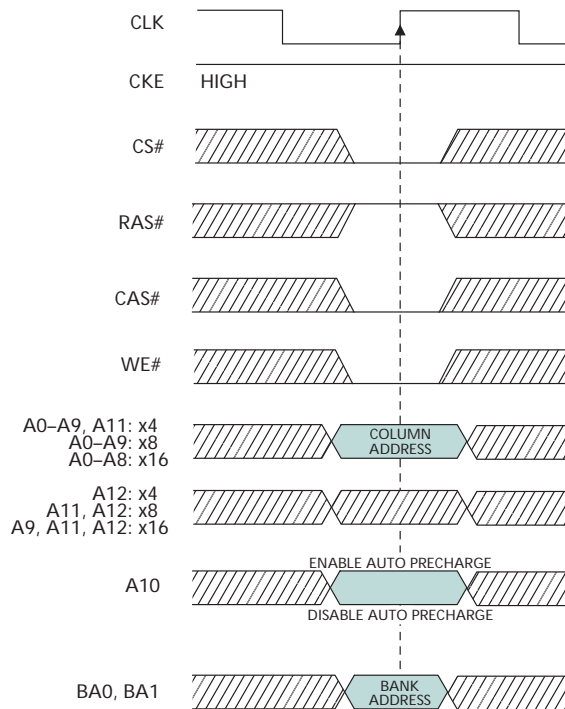 CLK
CKE HIGH
CS#
RAS#
CAS#
WE#
A0–A9, A11: x4
A0–A9: x8
A0–A8: x16
COLUMN
ADDRESS
A12: x4
A11, A12: x8
A9, A11, A12: x16
ENABLE AUTO PRECHARGE
A10
DISABLE AUTO PRECHARGE
BA0, BA1
BANK
ADDRESS